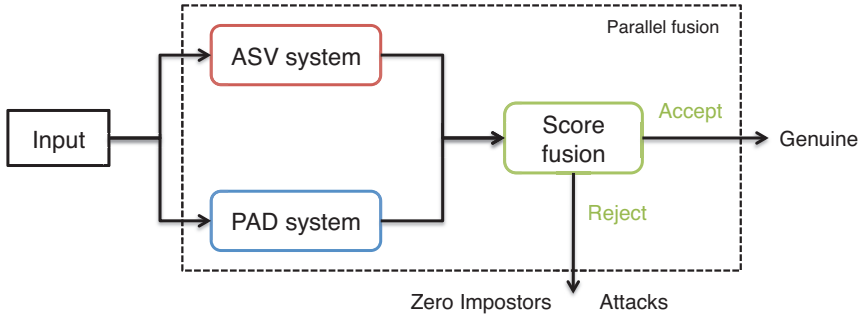 Parallel fusion
ASV system
Input
PAD system
Score
fusion
Accept
Genuine
Reject
Zero Impostors Attacks